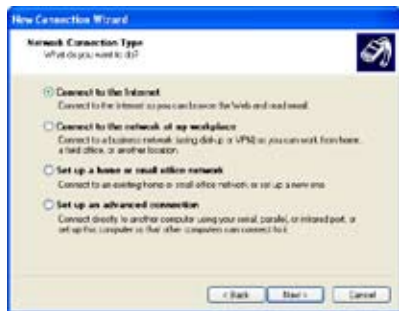 New Connection Wizard
Network Connection Type
What do you want to do?
Connect to the Internet
Connect to the Internet so you can browse the Web and read email.
Connect to the network at my workplace
Connect to a business network (using dial-up or VPN) so you can work from home,
a field office, or another location.
Set up a home or small office network
Connect to an existing home or small office network or set up a new one.
Set up an advanced connection
Connect directly to another computer using your serial, parallel, or infrared port, or
set up this computer so that other computers can connect to it.
< Back
Next >
Cancel